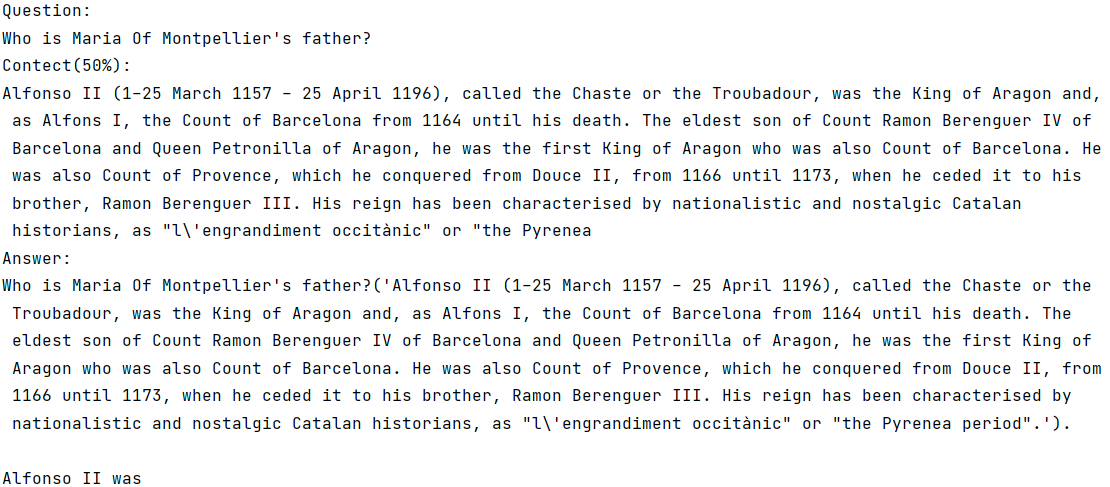 Question:
Who is Maria Of Montpellier's father?
Contect(50%):
Alfonso II (1–25 March 1157 – 25 April 1196), called the Chaste or the Troubadour, was the King of Aragon and,
as Alfons I, the Count of Barcelona from 1164 until his death. The eldest son of Count Ramon Berenguer IV of
Barcelona and Queen Petronilla of Aragon, he was the first King of Aragon who was also Count of Barcelona. He
was also Count of Provence, which he conquered from Douce II, from 1166 until 1173, when he ceded it to his
brother, Ramon Berenguer III. His reign has been characterised by nationalistic and nostalgic Catalan
historians, as "l\'engrandiment occitànic" or "the Pyrenea
Answer:
Who is Maria Of Montpellier's father?('Alfonso II (1–25 March 1157 – 25 April 1196), called the Chaste or the
Troubadour, was the King of Aragon and, as Alfons I, the Count of Barcelona from 1164 until his death. The
eldest son of Count Ramon Berenguer IV of Barcelona and Queen Petronilla of Aragon, he was the first King of
Aragon who was also Count of Barcelona. He was also Count of Provence, which he conquered from Douce II, from
1166 until 1173, when he ceded it to his brother, Ramon Berenguer III. His reign has been characterised by
nationalistic and nostalgic Catalan historians, as "l\'engrandiment occitànic" or "the Pyrenea period".').
Alfonso II was